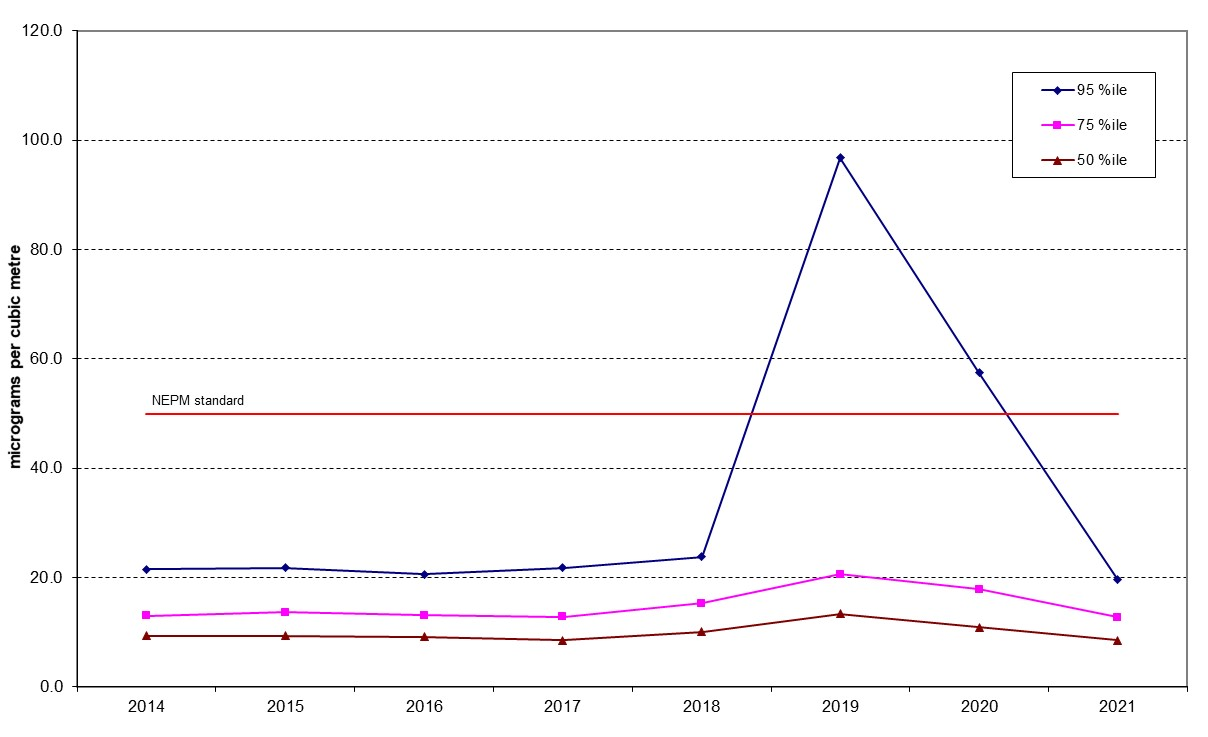 120.0
100.0
80.0
60.0
40.0
20.0
0.0
micrograms per cubic metre
95 %ile
75 %ile
50 %ile
NEPM standard
2014 2015 2016 2017 2018 2019 2020 2021